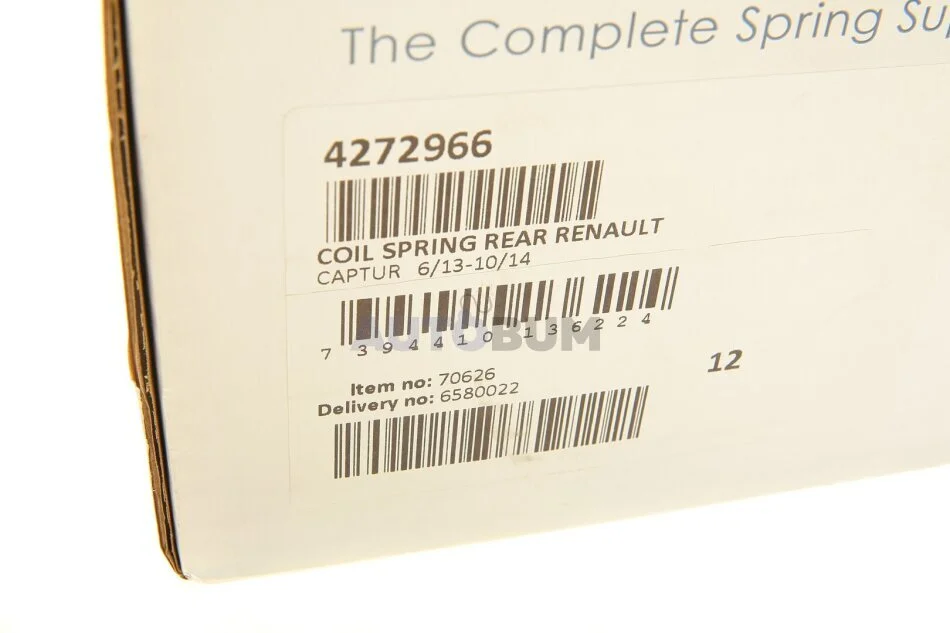 The Complete Spring
4272966
COIL SPRING REAR RENAULT
CAPTUR 6/13-10/14
7 394410 136224
AUTOBUM
12
Item no: 70626
Delivery no: 6580022